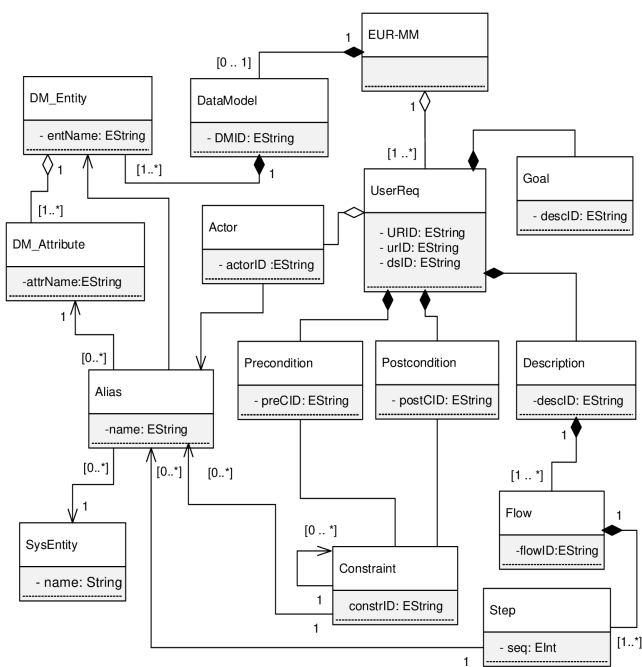 EUR-MM
1
[0 .. 1]
DM_Entity
- entName: EString
DataModel
- DMID: EString
1
1
[1..*]
1
[1..*]
UserReq
- URID: EString
- urID: EString
- dsID: EString
Goal
- descID: EString
[1..*]
DM_Attribute
-attrName:EString
Actor
- actorID :EString
1
[0..*]
Precondition
- preCID: EString
Postcondition
- postCID: EString
Description
-descID: EString
Alias
-name: EString
1
[0..*]
[0..*]
[0..*]
1
[1 .. *]
SysEntity
- name: String
Flow
-flowID:EString
1
[0 .. *]
Constraint
constrID: EString
1
1
Step
- seq: EInt
[1..*]
1